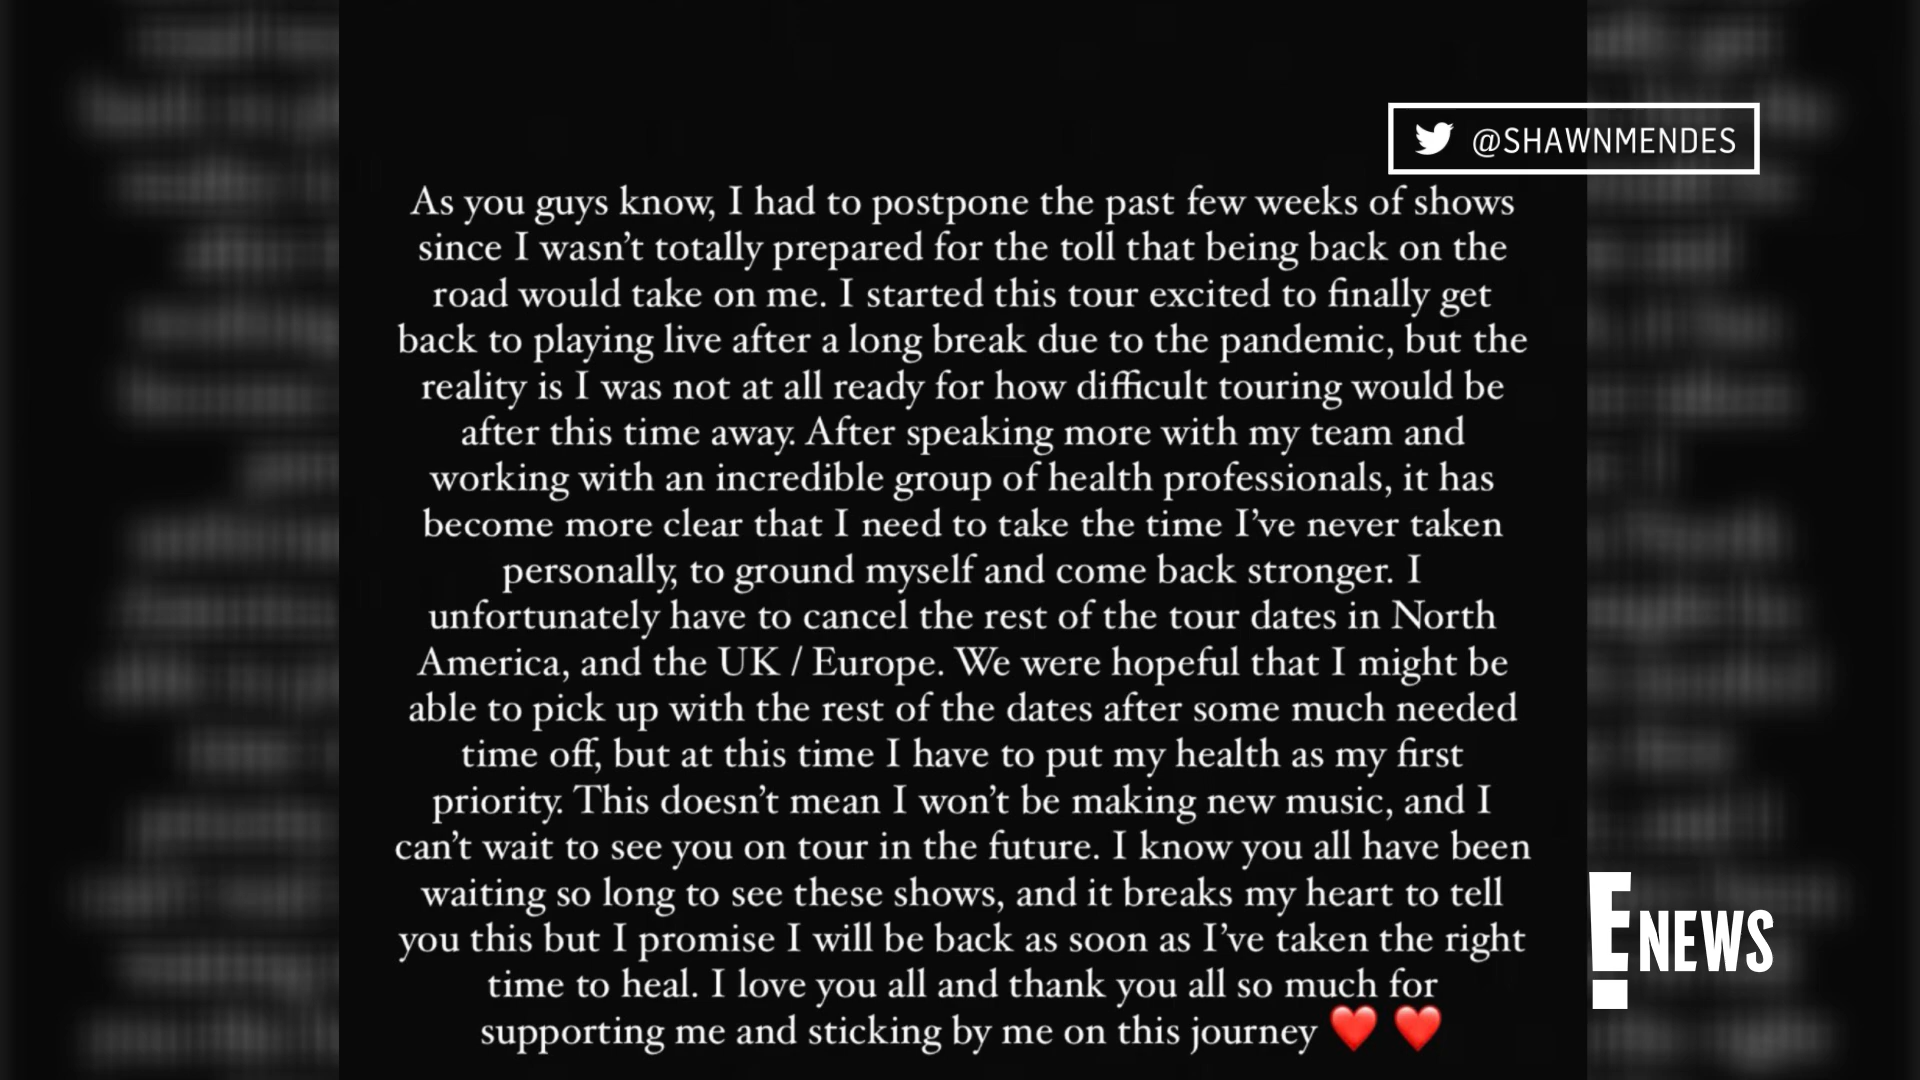 @SHAWNMENDES
As you guys know, I had to postpone the past few weeks of shows
since I wasn’t totally prepared for the toll that being back on the
road would take on me. I started this tour excited to finally get
back to playing live after a long break due to the pandemic, but the
reality is I was not at all ready for how difficult touring would be
after this time away. After speaking more with my team and
working with an incredible group of health professionals, it has
become more clear that I need to take the time I’ve never taken
personally, to ground myself and come back stronger. I
unfortunately have to cancel the rest of the tour dates in North
America, and the UK / Europe. We were hopeful that I might be
able to pick up with the rest of the dates after some much needed
time off, but at this time I have to put my health as my first
priority. This doesn’t mean I won’t be making new music, and I
can’t wait to see you on tour in the future. I know you all have been
waiting so long to see these shows, and it breaks my heart to tell
you this but I promise I will be back as soon as I’ve taken the right
time to heal. I love you all and thank you all so much for
supporting me and sticking by me on this journey ❤️ ❤️
E NEWS